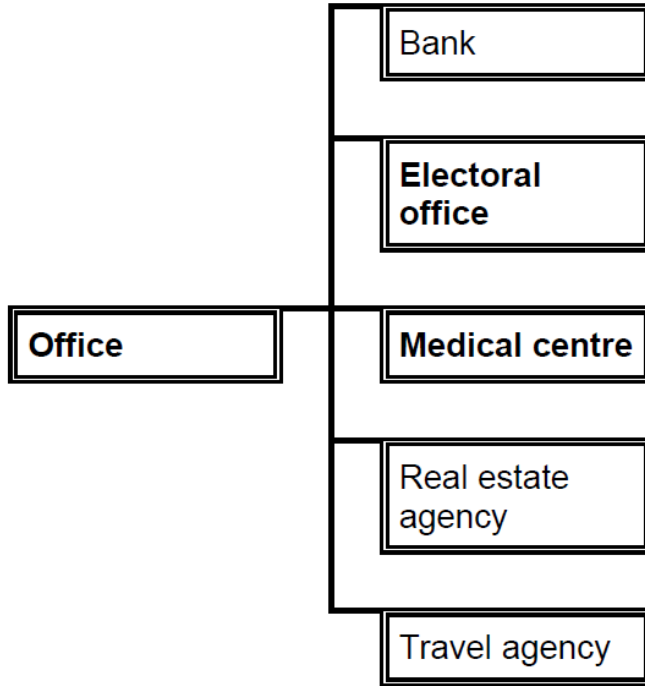 Bank
Electoral
office
Office
Medical centre
Real estate
agency
Travel agency